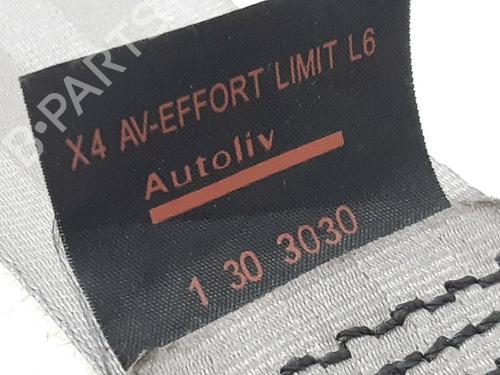 B-PARTS
X4 AV-EFFORT LIMIT L6
Autoliv
1 30 3030